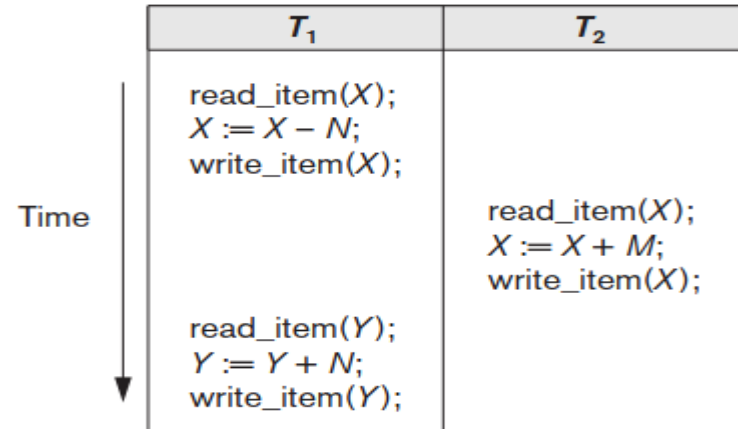 T₁ T₂
read_item(X);
X := X – N;
write_item(X);
Time
read_item(X);
X := X + M;
write_item(X);
read_item(Y);
Y := Y + N;
write_item(Y);